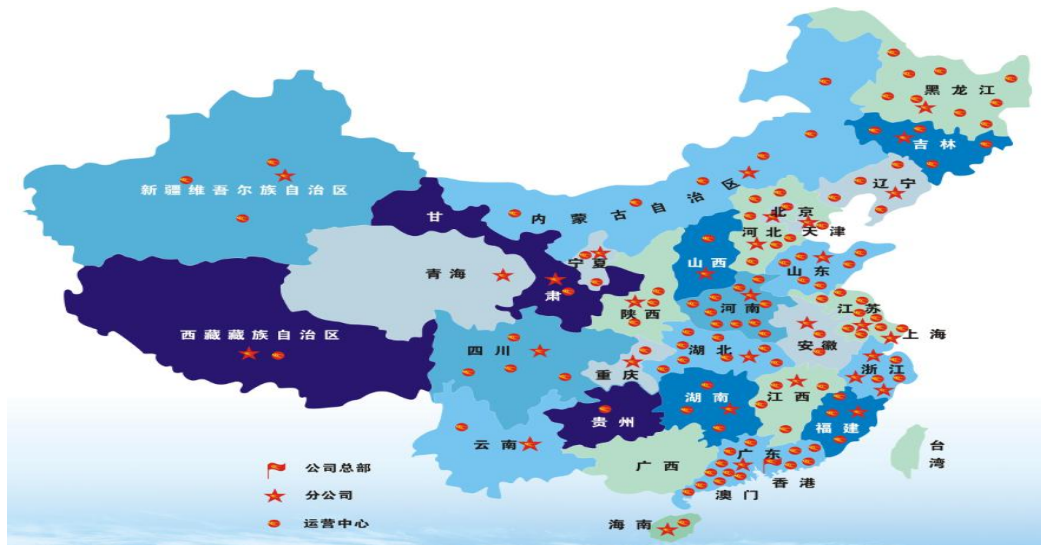 黑龙江
吉林
辽宁
新疆维吾尔族自治区
内蒙古自治区
甘
北京
河北
天津
宁夏
青海
山西
山东
肃
西藏藏族自治区
陕西
河南
江苏
四川
湖北
安徽
上海
重庆
浙江
湖南
江西
贵州
福建
云南
广东
广西
台湾
香港
澳门
海南
公司总部
分公司
运营中心